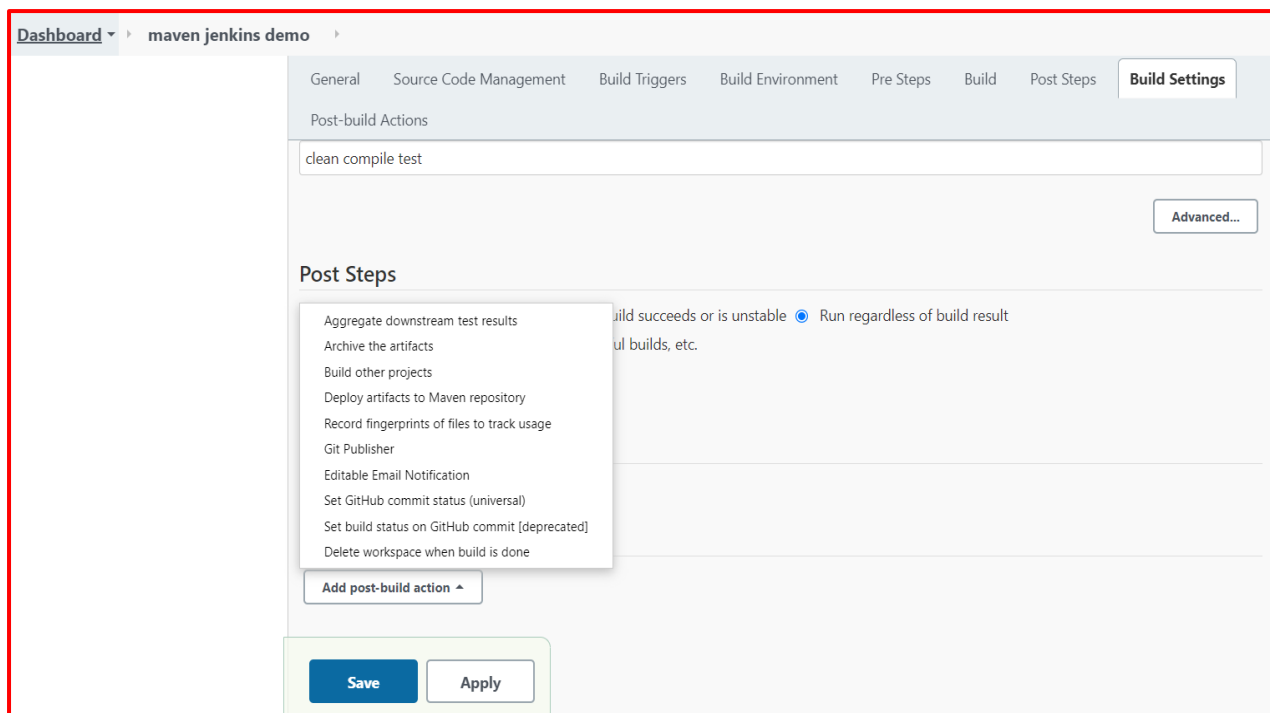 Dashboard maven jenkins demo
General Source Code Management Build Triggers Build Environment Pre Steps Build Post Steps Build Settings
Post-build Actions
clean compile test
Advanced...
Post Steps
build succeeds or is unstable Run regardless of build result
ul builds, etc.
Aggregate downstream test results
Archive the artifacts
Build other projects
Deploy artifacts to Maven repository
Record fingerprints of files to track usage
Git Publisher
Editable Email Notification
Set GitHub commit status (universal)
Set build status on GitHub commit [deprecated]
Delete workspace when build is done
Add post-build action
Save Apply